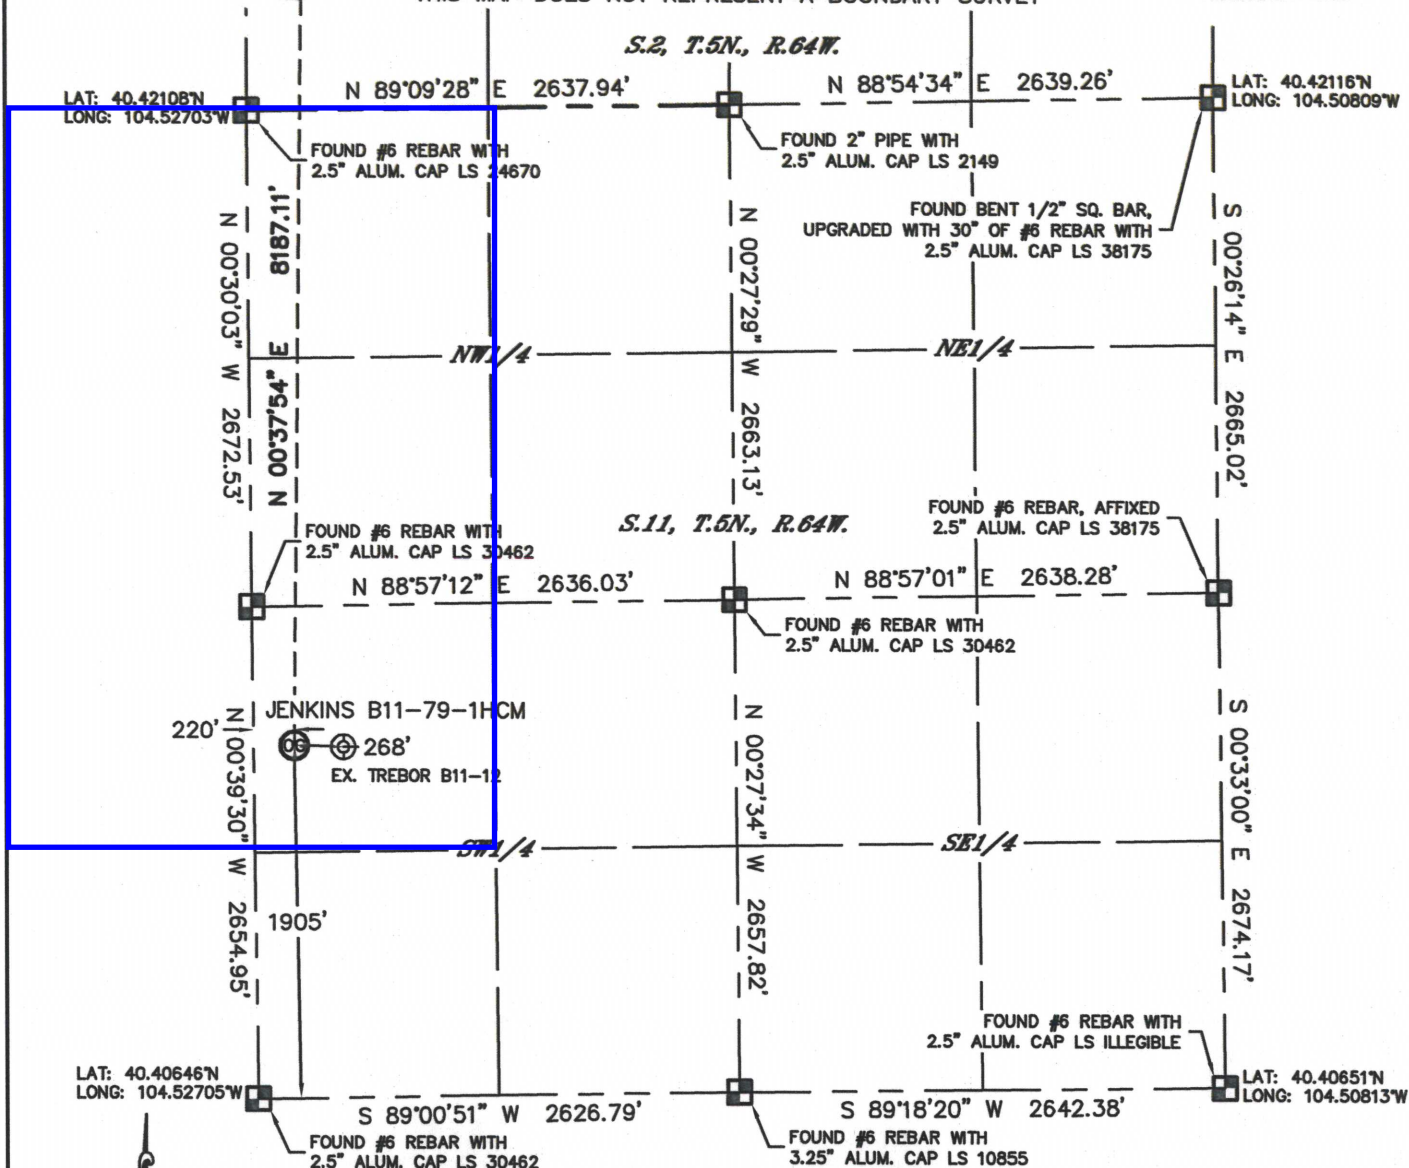 S.2, T.5N., R.64W.
N 89°09'28" E 2637.94'
N 88°54'34" E 2639.26'
LAT: 40.42108°N
LONG: 104.52703°W
LAT: 40.42116°N
LONG: 104.50809°W
FOUND #6 REBAR WITH
2.5" ALUM. CAP LS 24670
FOUND 2" PIPE WITH
2.5" ALUM. CAP LS 2149
FOUND BENT 1/2" SQ. BAR,
UPGRADED WITH 30" OF #6 REBAR WITH
2.5" ALUM. CAP LS 38175
N 00°30'03" W 2672.53'
N 00°37'54" E 8187.11'
N 00°27'29" W 2663.13'
S 00°26'14" E 2665.02'
NW1/4
NE1/4
S.11, T.5N., R.64W.
FOUND #6 REBAR WITH
2.5" ALUM. CAP LS 30462
FOUND #6 REBAR, AFFIXED
2.5" ALUM. CAP LS 38175
N 88°57'12" E 2636.03'
N 88°57'01" E 2638.28'
FOUND #6 REBAR WITH
2.5" ALUM. CAP LS 30462
JENKINS B11-79-1HCM
220'
OG
268'
EX. TREBOR B11-12
N 00°39'30" W 2654.95'
N 00°27'34" W 2657.82'
S 00°33'00" E 2674.17'
SW1/4
SE1/4
1905'
FOUND #6 REBAR WITH
2.5" ALUM. CAP LS ILLEGIBLE
LAT: 40.40646°N
LONG: 104.52705°W
LAT: 40.40651°N
LONG: 104.50813°W
S 89°00'51" W 2626.79'
S 89°18'20" W 2642.38'
FOUND #6 REBAR WITH
2.5" ALUM. CAP LS 30462
FOUND #6 REBAR WITH
3.25" ALUM. CAP LS 10855